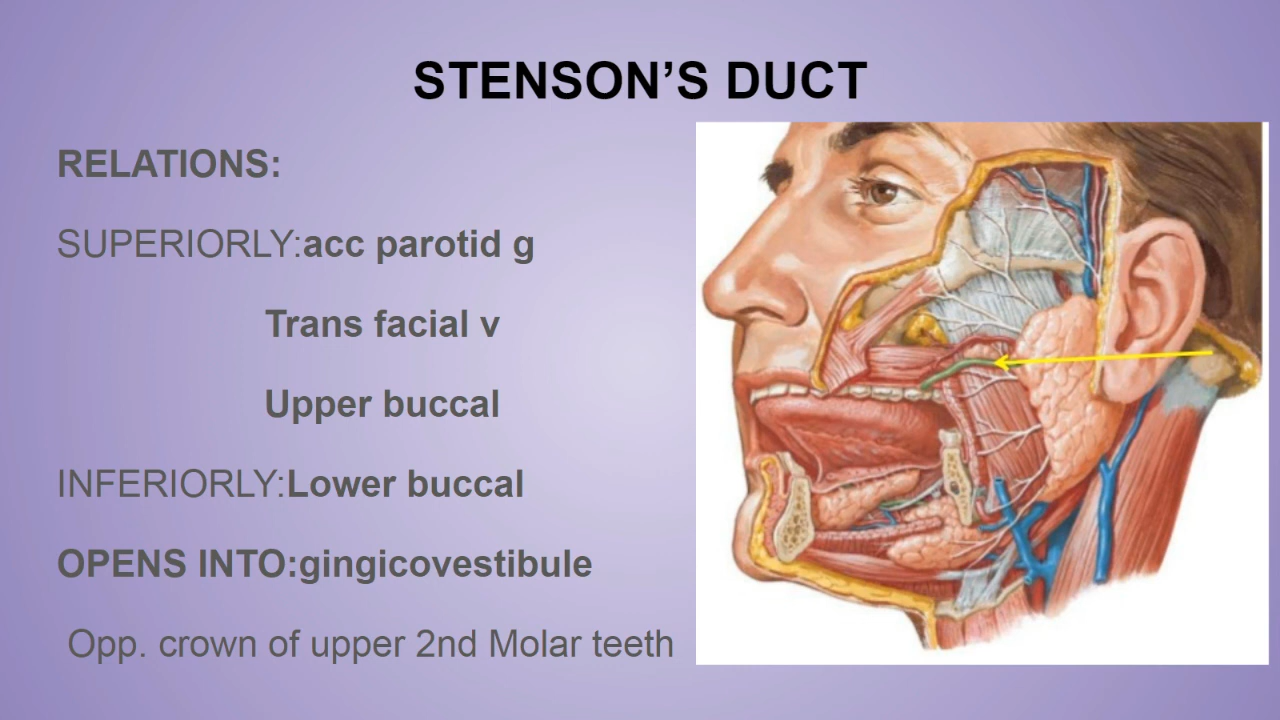 STENSON’S DUCT
RELATIONS:
SUPERIORLY:acc parotid g
Trans facial v
Upper buccal
INFERIORLY:Lower buccal
OPENS INTO:gingicovestibule
Opp. crown of upper 2nd Molar teeth